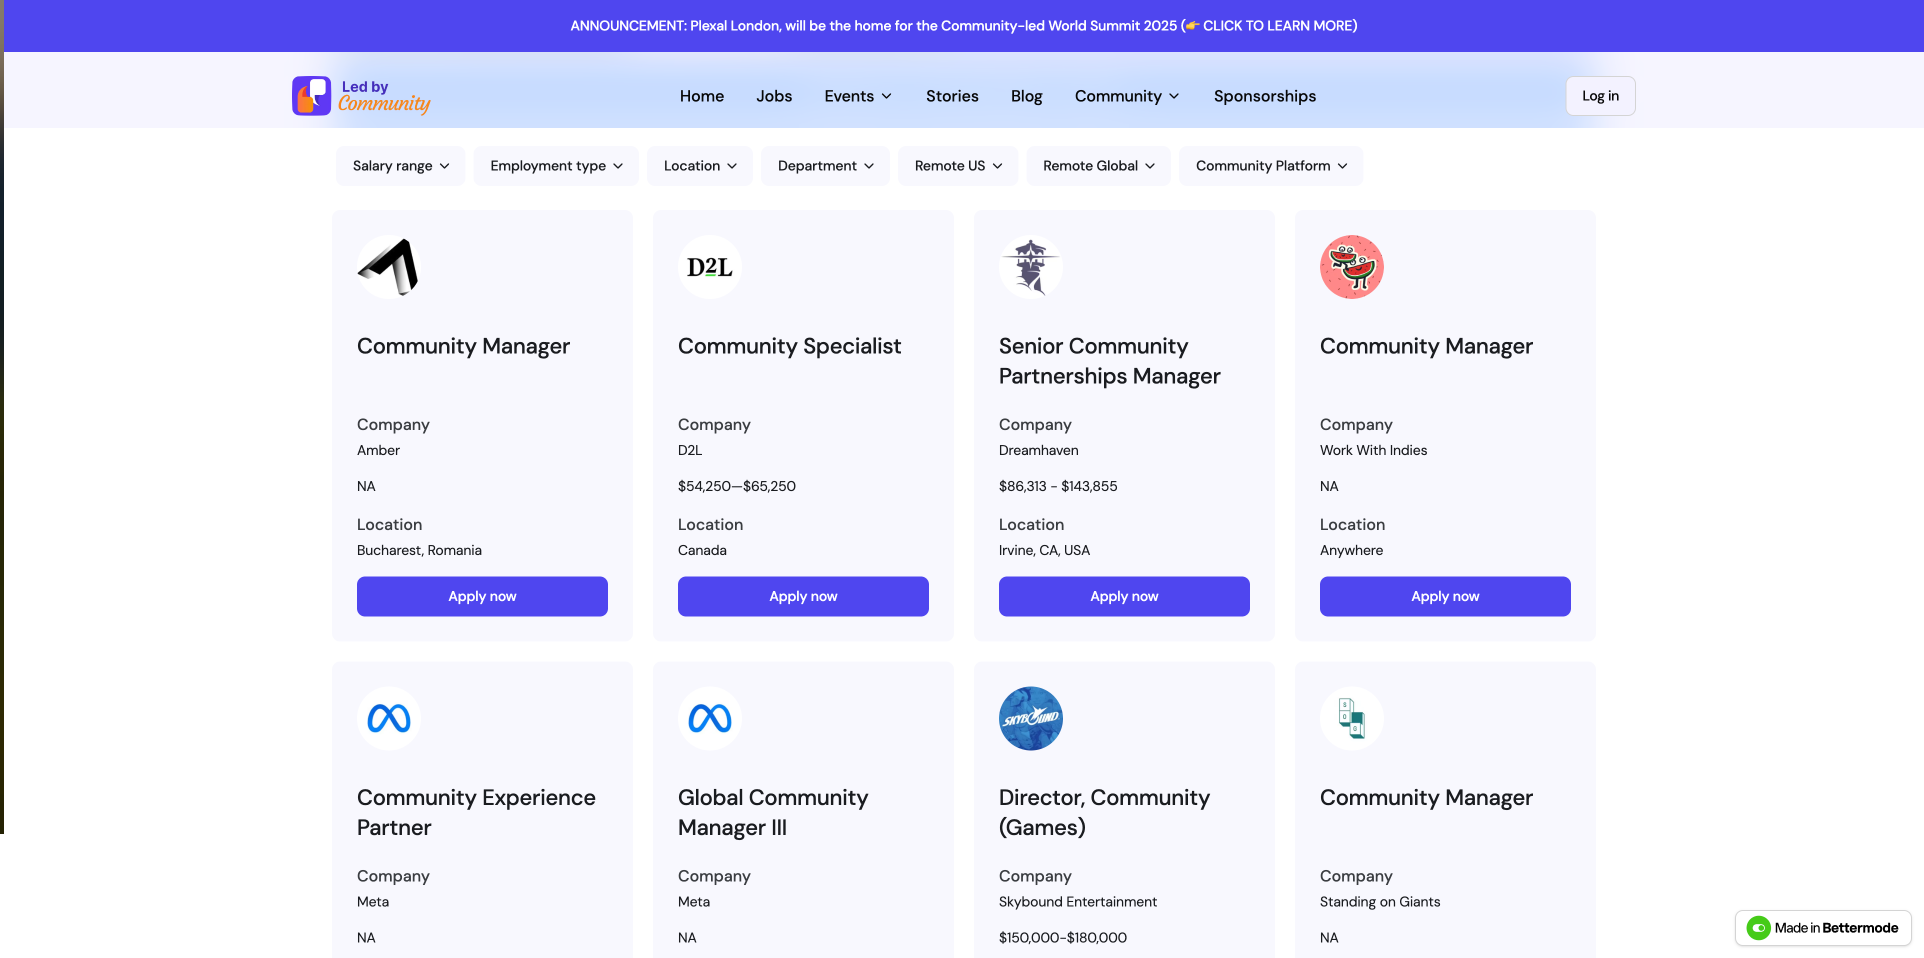 ANNOUNCEMENT: Plexal London, will be the home for the Community-led World Summit 2025 (👉 CLICK TO LEARN MORE)
Led by
Community
Home
Jobs
Events
Stories
Blog
Community
Sponsorships
Log in
Salary range
Employment type
Location
Department
Remote US
Remote Global
Community Platform
Community Manager
Company
Amber
NA
Location
Bucharest, Romania
Apply now
D2L
Community Specialist
Company
D2L
$54,250—$65,250
Location
Canada
Apply now
Senior Community
Partnerships Manager
Company
Dreamhaven
$86,313 - $143,855
Location
Irvine, CA, USA
Apply now
Community Manager
Company
Work With Indies
NA
Location
Anywhere
Apply now
Community Experience
Partner
Company
Meta
NA
Global Community
Manager III
Company
Meta
NA
SKYBOUND
Director, Community
(Games)
Company
Skybound Entertainment
$150,000-$180,000
S
O
G
Community Manager
Company
Standing on Giants
NA
Made in Bettermode